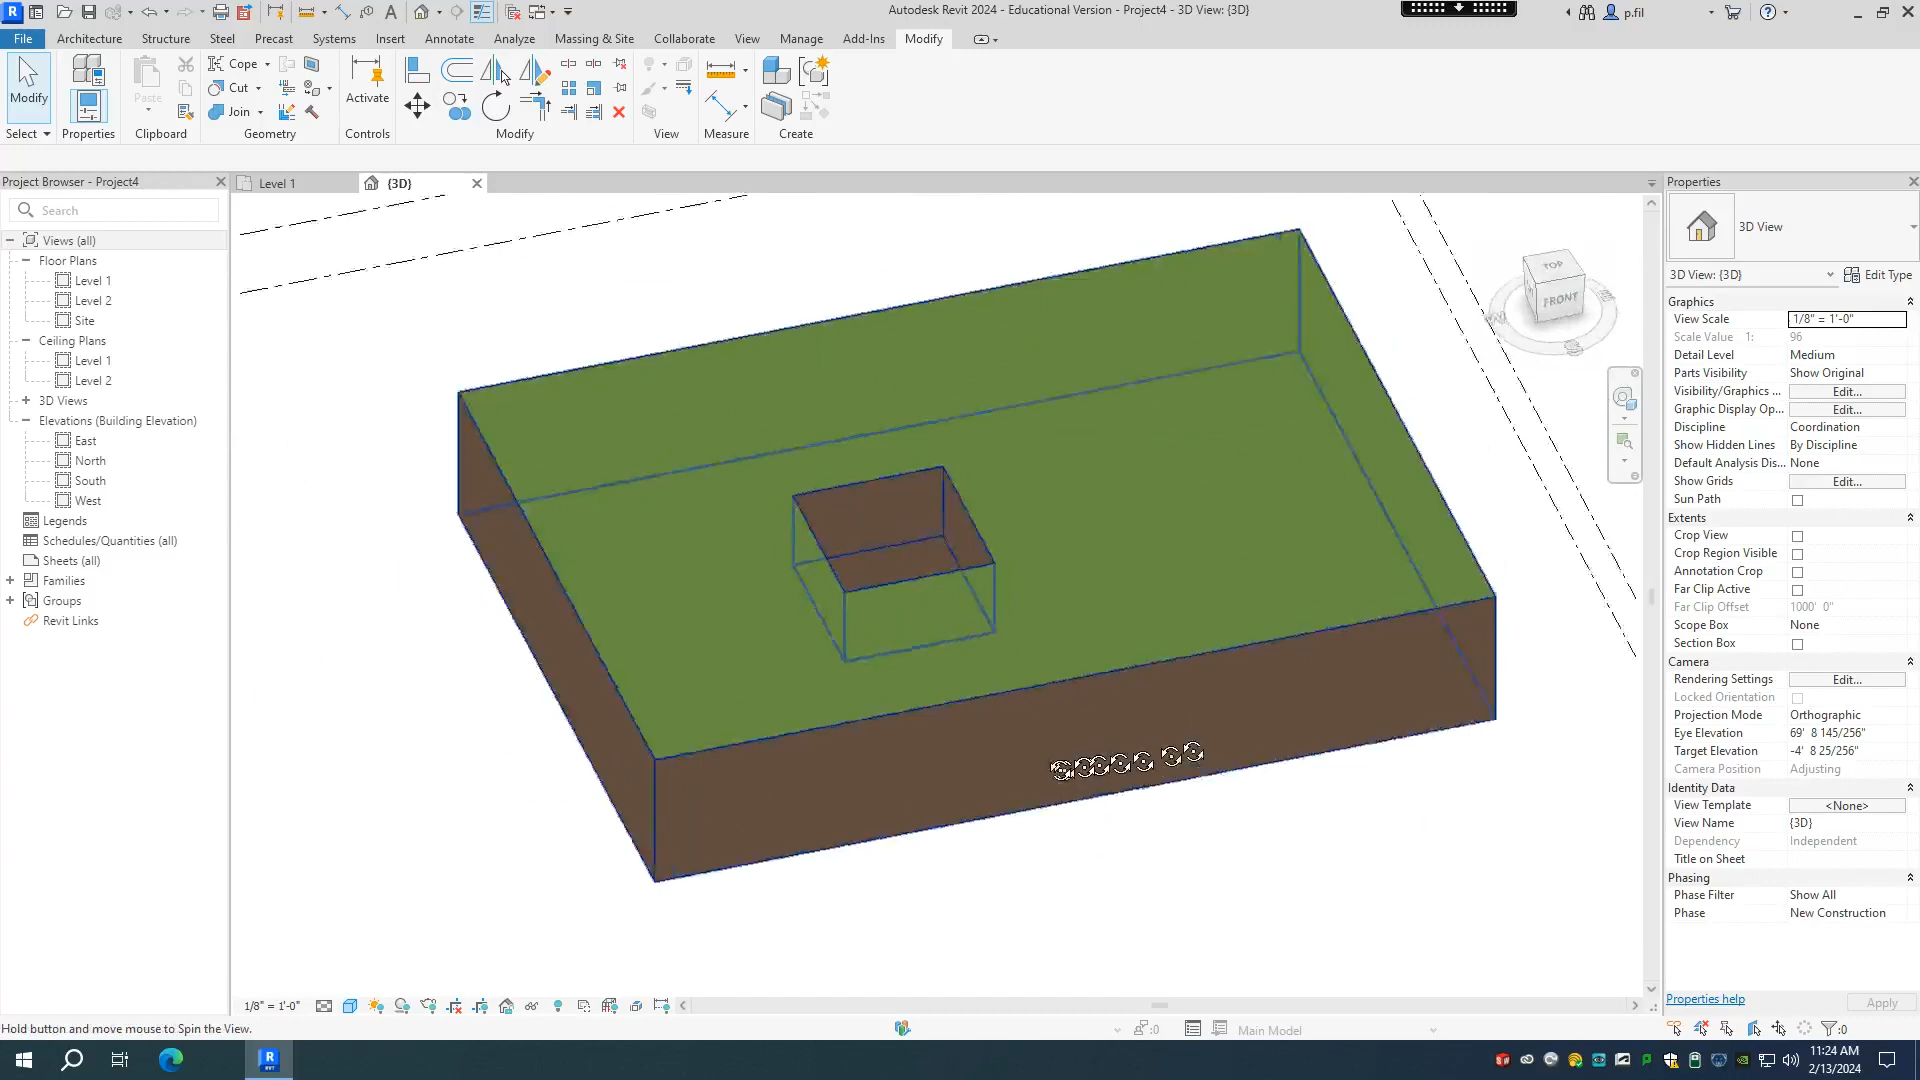 Autodesk Revit 2024 - Educational Version - Project4 - 3D View: {3D}
p.fil
File Architecture Structure Steel Precast Systems Insert Annotate Analyze Massing & Site Collaborate View Manage Add-Ins Modify
Modify
Select
Properties
Paste
Clipboard
Cope
Cut
Join
Geometry
Activate
Controls
Modify
View
Measure
Create
Project Browser - Project4
Search
Views (all)
Floor Plans
Level 1
Level 2
Site
Ceiling Plans
Level 1
Level 2
3D Views
Elevations (Building Elevation)
East
North
South
West
Legends
Schedules/Quantities (all)
Sheets (all)
Families
Groups
Revit Links
Level 1
{3D}
TOP
FRONT
Properties
3D View
3D View: {3D} Edit Type
Graphics
View Scale 1/8" = 1'-0"
Scale Value 1: 96
Detail Level Medium
Parts Visibility Show Original
Visibility/Graphics ... Edit...
Graphic Display Op... Edit...
Discipline Coordination
Show Hidden Lines By Discipline
Default Analysis Dis... None
Show Grids Edit...
Sun Path
Extents
Crop View
Crop Region Visible
Annotation Crop
Far Clip Active
Far Clip Offset 1000' 0"
Scope Box None
Section Box
Camera
Rendering Settings Edit...
Locked Orientation
Projection Mode Orthographic
Eye Elevation 69' 8 145/256"
Target Elevation -4' 8 25/256"
Camera Position Adjusting
Identity Data
View Template <None>
View Name {3D}
Dependency Independent
Title on Sheet
Phasing
Phase Filter Show All
Phase New Construction
Properties help Apply
1/8" = 1'-0"
Hold button and move mouse to Spin the View.
:0
Main Model
:0
11:24 AM
2/13/2024